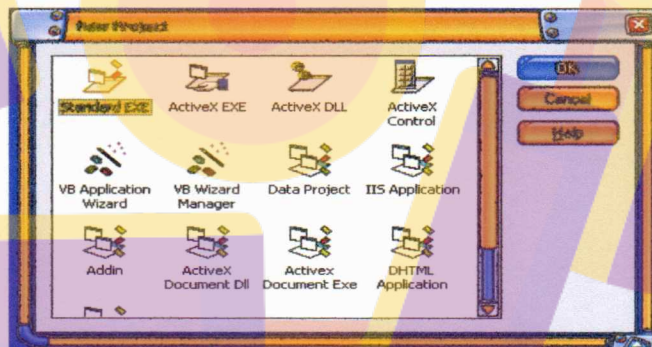 New Project
Standard EXE
ActiveX EXE
ActiveX DLL
ActiveX
Control
VB Application
Wizard
VB Wizard
Manager
Data Project
IIS Application
Addin
ActiveX
Document Dll
Activex
Document Exe
DHTML
Application
OK
Cancel
Help